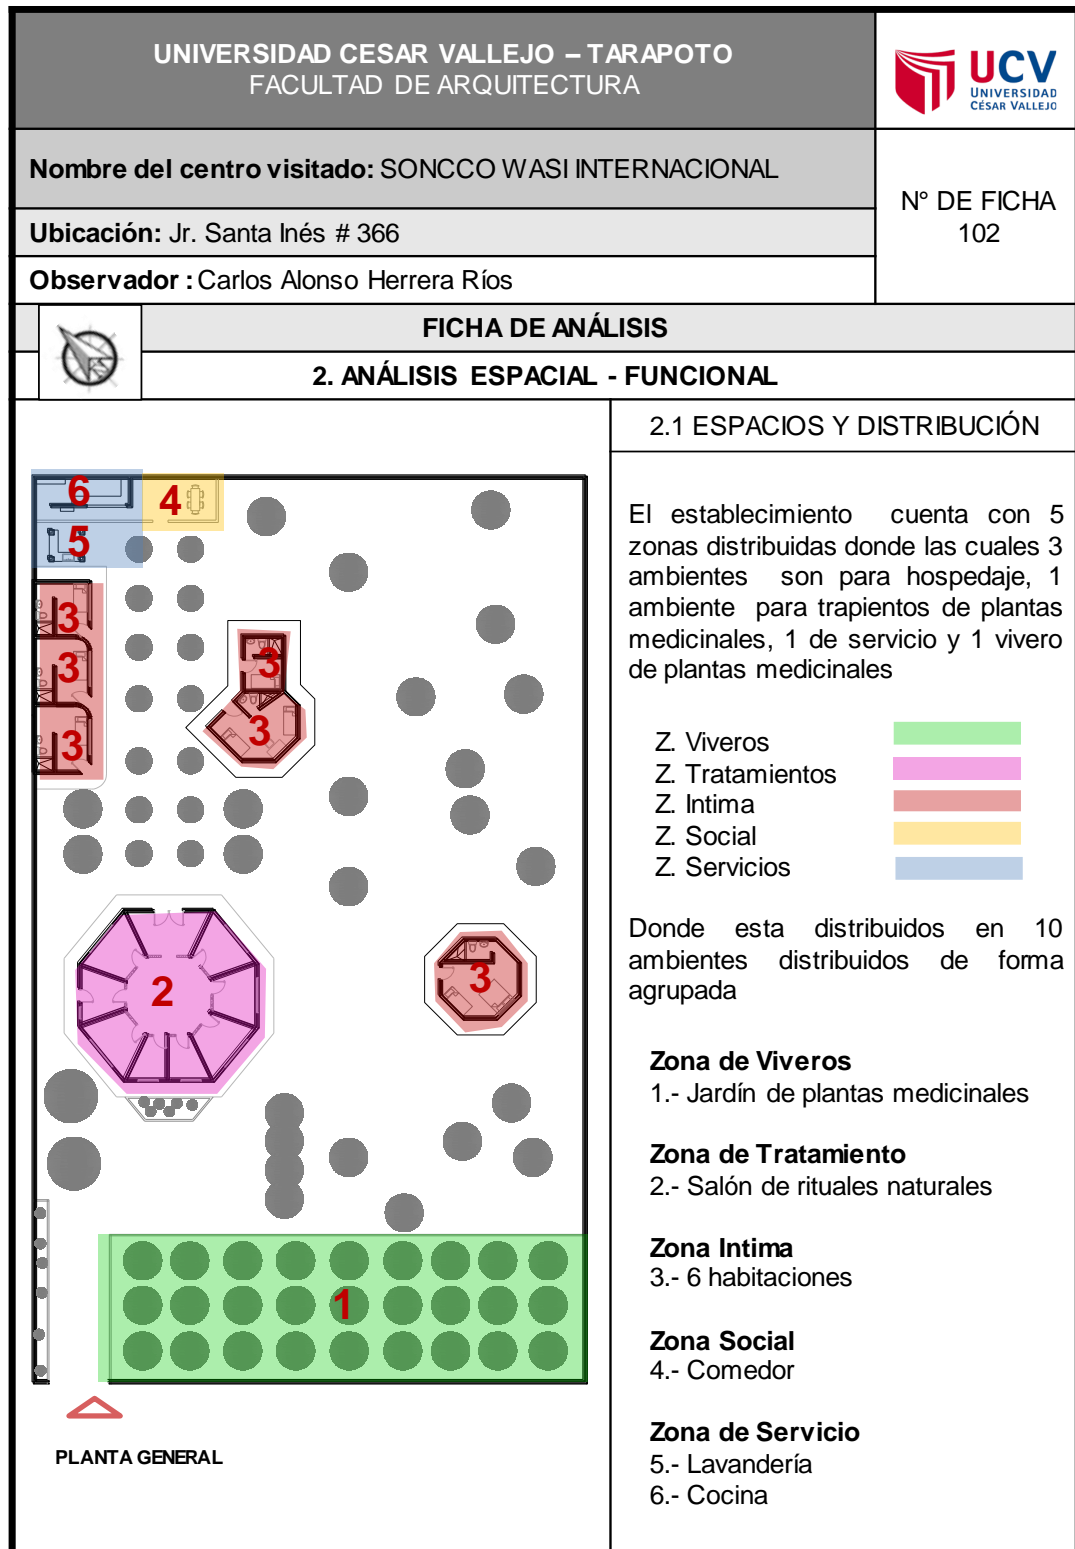 UNIVERSIDAD CESAR VALLEJO – TARAPOTO
FACULTAD DE ARQUITECTURA
UCV
UNIVERSIDAD
CÉSAR VALLEJO
Nombre del centro visitado: SONCCO WASI INTERNACIONAL
N° DE FICHA
102
Ubicación: Jr. Santa Inés # 366
Observador : Carlos Alonso Herrera Ríos
FICHA DE ANÁLISIS
2. ANÁLISIS ESPACIAL - FUNCIONAL
6
4
5
3
3
3
3
3
2
3
1
PLANTA GENERAL
2.1 ESPACIOS Y DISTRIBUCIÓN
El establecimiento cuenta con 5
zonas distribuidas donde las cuales 3
ambientes son para hospedaje, 1
ambiente para trapientos de plantas
medicinales, 1 de servicio y 1 vivero
de plantas medicinales
Z. Viveros
Z. Tratamientos
Z. Intima
Z. Social
Z. Servicios
Donde esta distribuidos en 10
ambientes distribuidos de forma
agrupada
Zona de Viveros
1.- Jardín de plantas medicinales
Zona de Tratamiento
2.- Salón de rituales naturales
Zona Intima
3.- 6 habitaciones
Zona Social
4.- Comedor
Zona de Servicio
5.- Lavandería
6.- Cocina